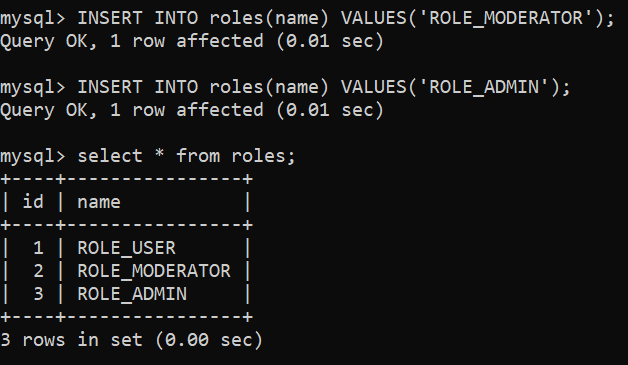 mysql> INSERT INTO roles(name) VALUES('ROLE_MODERATOR');
Query OK, 1 row affected (0.01 sec)
mysql> INSERT INTO roles(name) VALUES('ROLE_ADMIN');
Query OK, 1 row affected (0.01 sec)
mysql> select * from roles;
+----+----------------+
| id | name           |
+----+----------------+
|  1 | ROLE_USER      |
|  2 | ROLE_MODERATOR |
|  3 | ROLE_ADMIN     |
+----+----------------+
3 rows in set (0.00 sec)